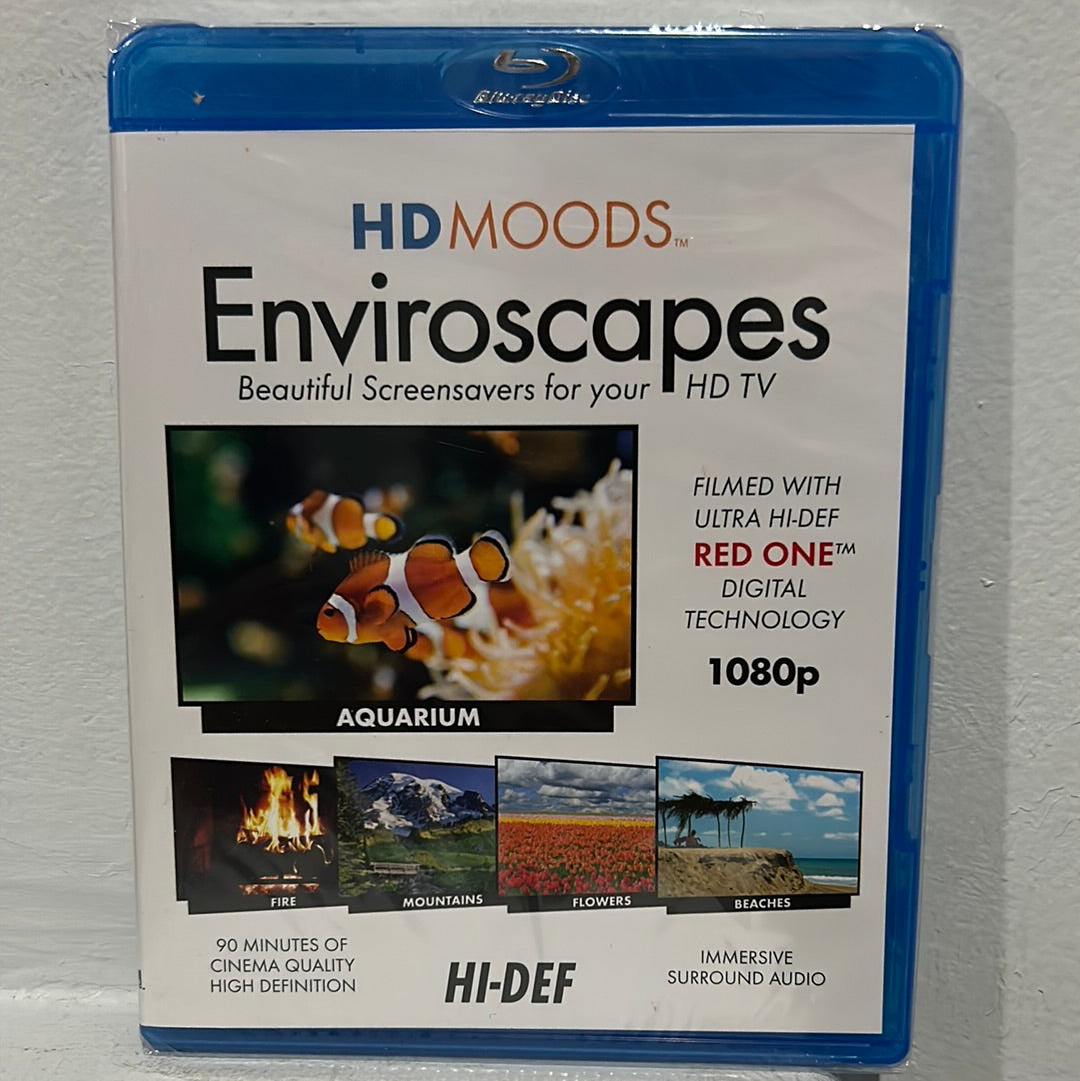 Blu-ray Disc
HD MOODS™
Enviroscapes
Beautiful Screensavers for your HD TV
FILMED WITH
ULTRA HI-DEF
RED ONE™
DIGITAL
TECHNOLOGY
1080p
AQUARIUM
FIRE
MOUNTAINS
FLOWERS
BEACHES
90 MINUTES OF
CINEMA QUALITY
HIGH DEFINITION
HI-DEF
IMMERSIVE
SURROUND AUDIO